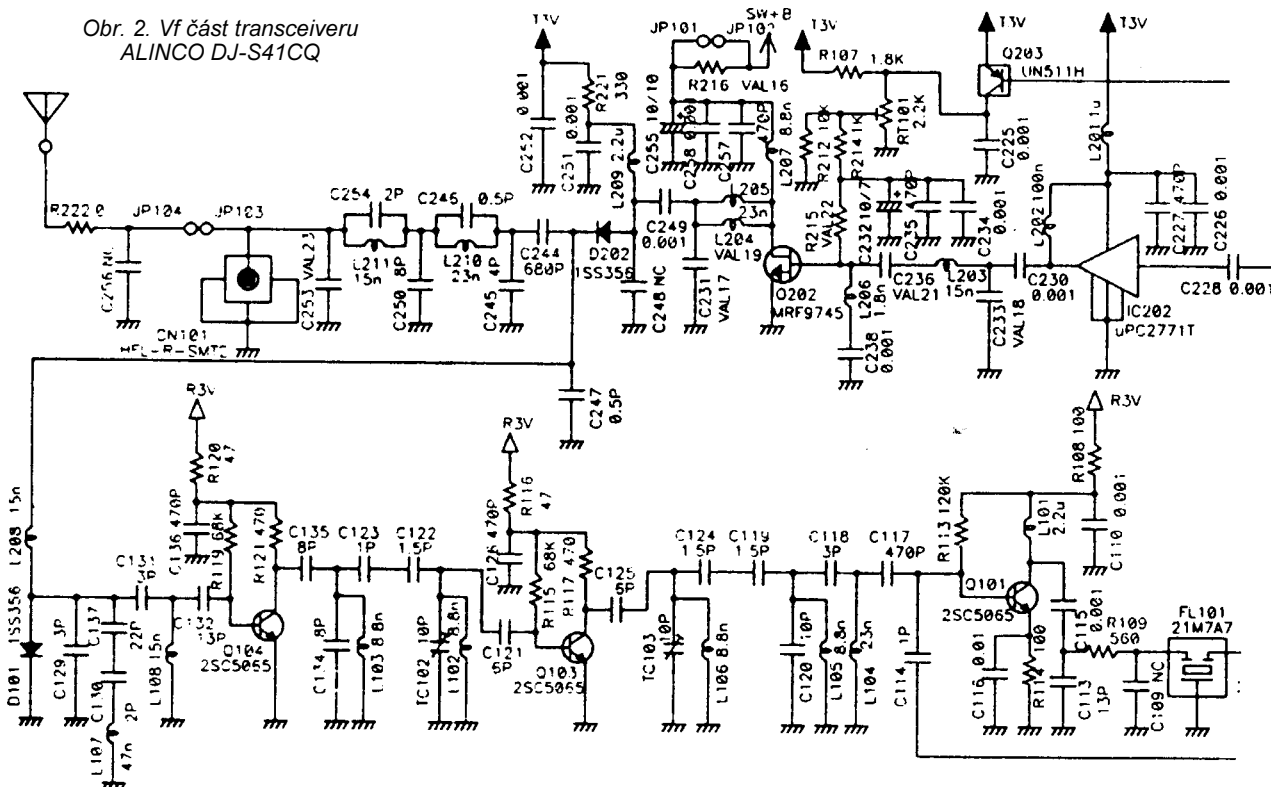 Obr. 2. Vf část transceiveru
ALINCO DJ-S41CQ
T3V
JP101
JP102
SW+B
T3V
R107
1.8K
T3V
Q203
UN511H
T3V
R216
VAL16
R221
330
C252 0.001
C251 0.001
L209 2.2u
C255 10/10
C258 0.001
C257
470P
L207 8.8n
R212 10K
R214 1K
RT101
2.2K
C225
0.001
L201 1u
L202 100n
C227 470P
C226 0.001
R222 0
JP104
JP103
C254
2P
C246
0.5P
C256 NC
CN101
C253 VAL23
L211
15n
C250 8P
L210
C245
4P
C244
680P
D202
1SS356
C248 NC
C249
0.001
L205
23n
L204
VAL19
C231
VAL17
Q202
MRF9745
R215
VAL22
C232 10/7
C235 470P
C234
0.001
L206
1.8n
C238
0.001
C236
VAL21
L203
15n
C233
VAL18
C230
0.001
IC202
uPC2771T
C228 0.001
C247
0.5P
R3V
R120
47
R3V
R116
47
R3V
R108 100
L208 15n
C136 470P
R119 68K
R121 470
C135
8P
C123
1P
C122
1.5P
C126 470P
R115 68K
R117 470
C125
6P
C124
1.5P
C119
1.5P
C118
3P
C117
470P
R113 120K
L101
2.2u
C110 0.001
D101 1SS356
C129 3P
C137
22P
C131
C130
2P
L107
47n
L108 15n
C132
13P
Q104
2SC5065
C134 8P
L103 8.8n
TC102
10P
L102 8.8n
C121
6P
Q103
2SC5065
TC103
10P
L106 8.8n
C120 10P
L105 8.8n
L104 23n
C114 1P
Q101
2SC5065
C116 0.01
R114
100
C115
0.001
C113
13P
R109
560
C109 NC
FL101
21M7A7